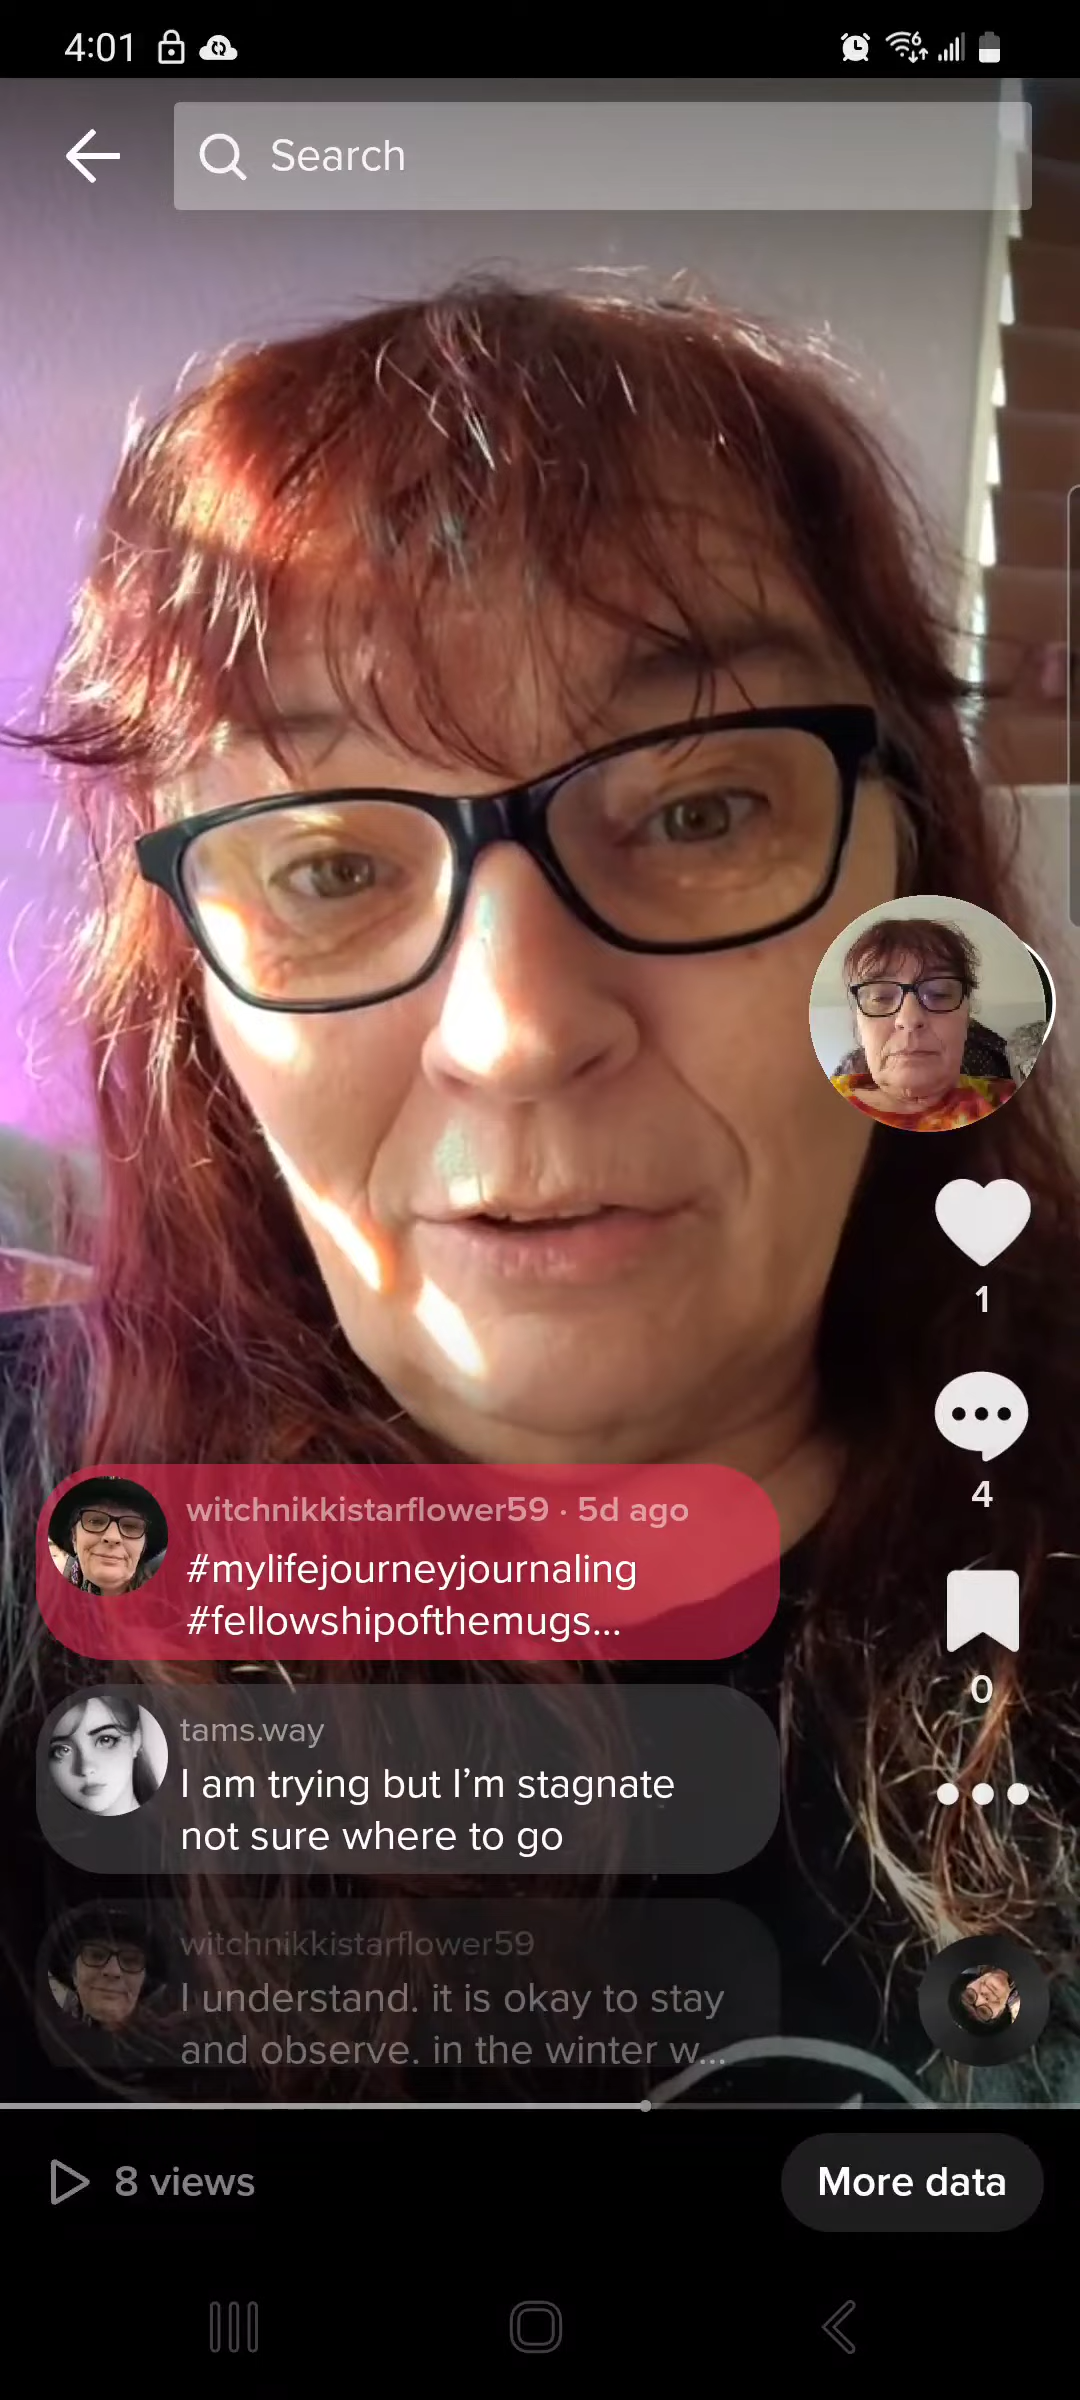 4:01
6
Search
1
4
witchnikkistarflower59 · 5d ago
#mylifejourneyjournaling
#fellowshipofthemugs...
0
tams.way
I am trying but I’m stagnate
not sure where to go
witchnikkistarflower59
I understand. it is okay to stay
and observe. in the winter w...
8 views
More data